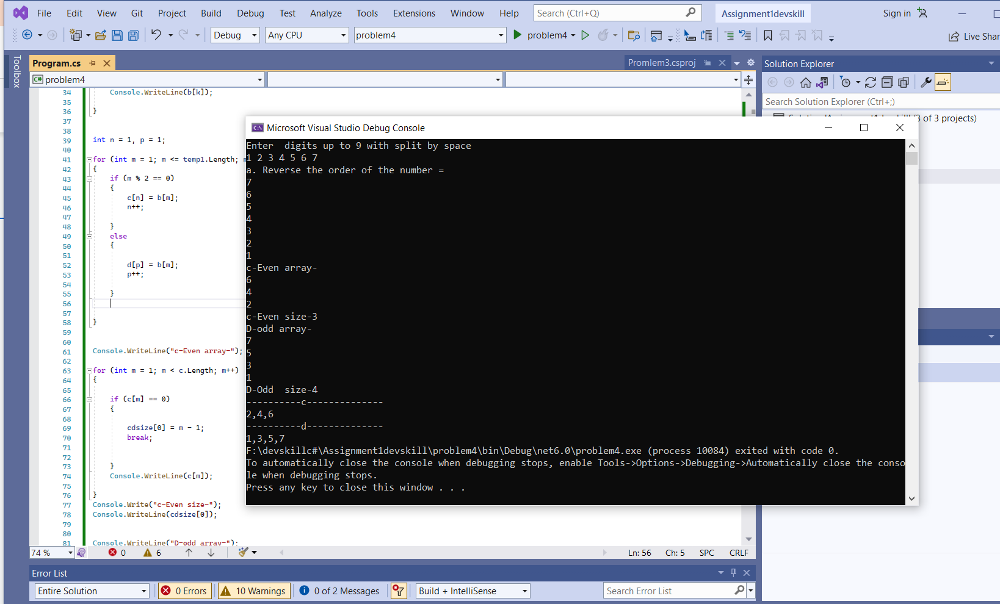 File Edit View Git Project Build Debug Test Analyze Tools Extensions Window Help Search (Ctrl+Q) Assignment1devskill Sign in
Debug Any CPU problem4 problem4 Live Shar
Toolbox
Program.cs Promlem3.csproj Solution Explorer
C# problem4
Search Solution Explorer (Ctrl+;)
3 of 3 projects)
34 Console.WriteLine(b[k]);
35
36 }
37
38
39 int n = 1, p = 1;
40
41 for (int m = 1; m <= temp1.Length;
42 {
43 if (m % 2 == 0)
44 {
45 c[n] = b[m];
46 n++;
47
48 }
49 else
50 {
51
52 d[p] = b[m];
53 p++;
54
55 }
56
57
58 }
59
60
61 Console.WriteLine("c-Even array-");
62
63 for (int m = 1; m < c.Length; m++)
64 {
65
66 if (c[m] == 0)
67 {
68
69 cdsize[0] = m - 1;
70 break;
71
72
73 }
74 Console.WriteLine(c[m]);
75
76 }
77 Console.Write("c-Even size-");
78 Console.WriteLine(cdsize[0]);
79
80
81 Console.WriteLine("D-odd array-");
C:\ Microsoft Visual Studio Debug Console
Enter  digits up to 9 with split by space
1 2 3 4 5 6 7
a. Reverse the order of the number =
7
6
5
4
3
2
1
c-Even array-
6
4
2
c-Even size-3
D-odd array-
7
5
3
1
D-Odd  size-4
----------c--------------
2,4,6
----------d--------------
1,3,5,7
F:\devskillc#\Assignment1devskill\problem4\bin\Debug\net6.0\problem4.exe (process 10084) exited with code 0.
To automatically close the console when debugging stops, enable Tools->Options->Debugging->Automatically close the conso
le when debugging stops.
Press any key to close this window . . .
74 % 0 6 Ln: 56 Ch: 5 SPC CRLF
Error List
Entire Solution 0 Errors 10 Warnings 0 of 2 Messages Build + IntelliSense Search Error List